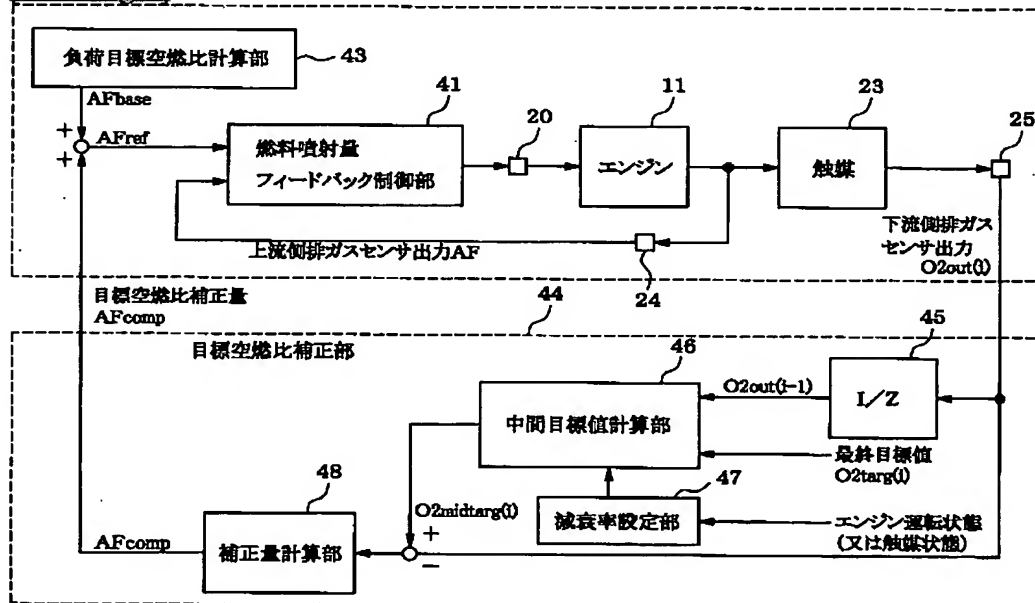 負荷目標空燃比計算部
43
AFbase
+
+
AFref
41
燃料噴射量
フィードバック制御部
20
11
エンジン
23
触媒
25
上流側排ガスセンサ出力AF
24
下流側排ガス
センサ出力
O2out(i)
目標空燃比補正量
AFcomp
44
目標空燃比補正部
46
中間目標値計算部
O2out(i-1)
45
I/Z
最終目標値
O2targ(i)
47
減衰率設定部
エンジン運転状態
(又は触媒状態)
O2midtarg(i)
+
-
48
補正量計算部
AFcomp